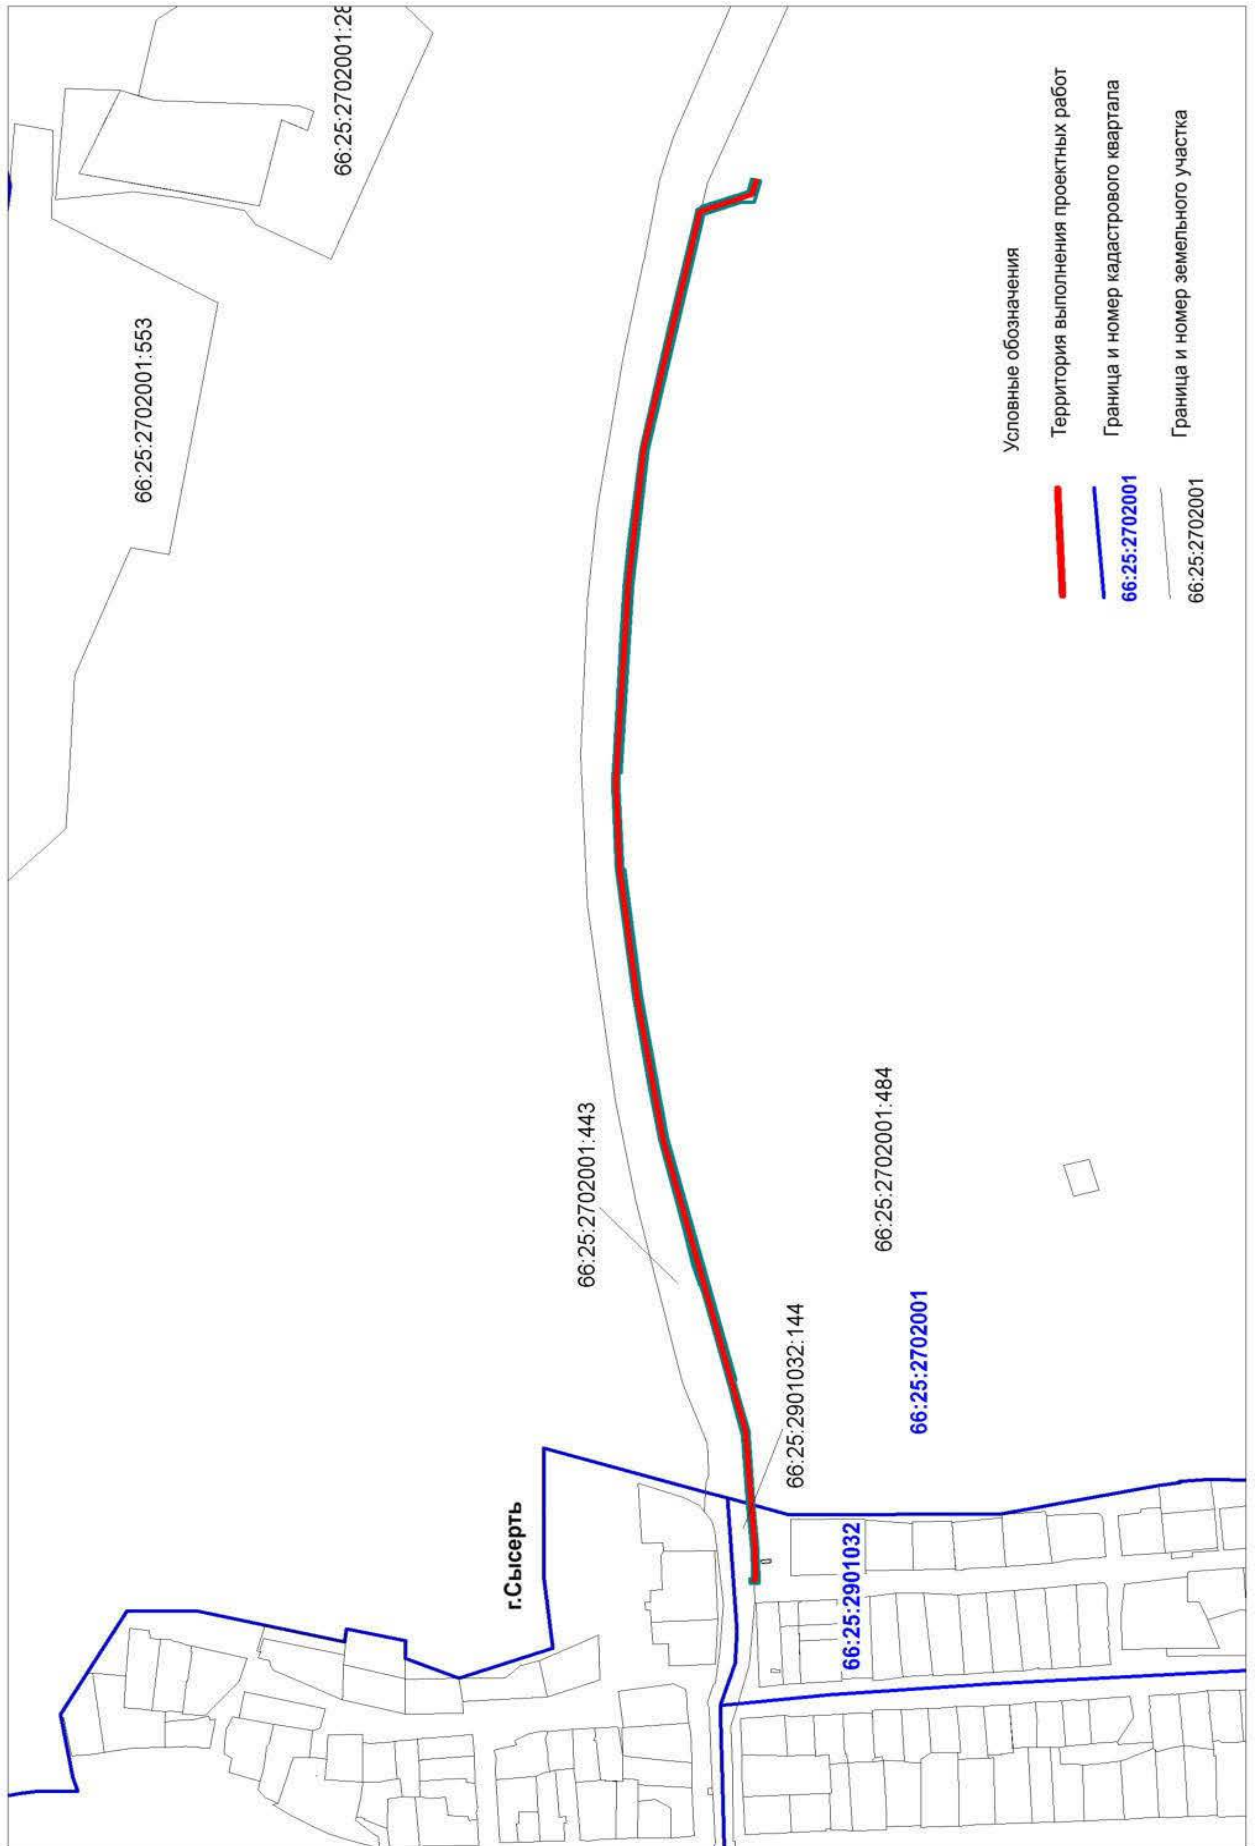 66:25:2702001:28
66:25:2702001:553
66:25:2702001:443
66:25:2702001:484
66:25:2901032:144
66:25:2702001
г.Сысерть
66:25:2901032
Условные обозначения
Территория выполнения проектных работ
66:25:2702001
Граница и номер кадастрового квартала
66:25:2702001
Граница и номер земельного участка